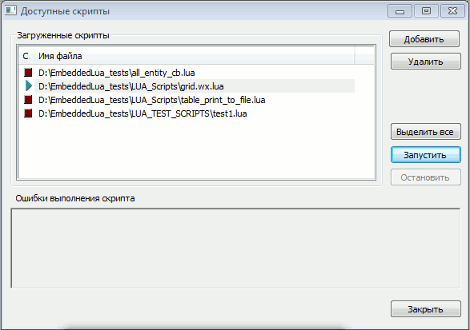 Доступные скрипты
Загруженные скрипты
Добавить
С Имя файла
Удалить
D:\EmbeddedLua_tests\all_entity_cb.lua
D:\EmbeddedLua_tests\LUA_Scripts\grid.wx.lua
D:\EmbeddedLua_tests\LUA_Scripts\table_print_to_file.lua
D:\EmbeddedLua_tests\LUA_TEST_SCRIPTS\test1.lua
Выделить все
Запустить
Остановить
Ошибки выполнения скрипта
Закрыть